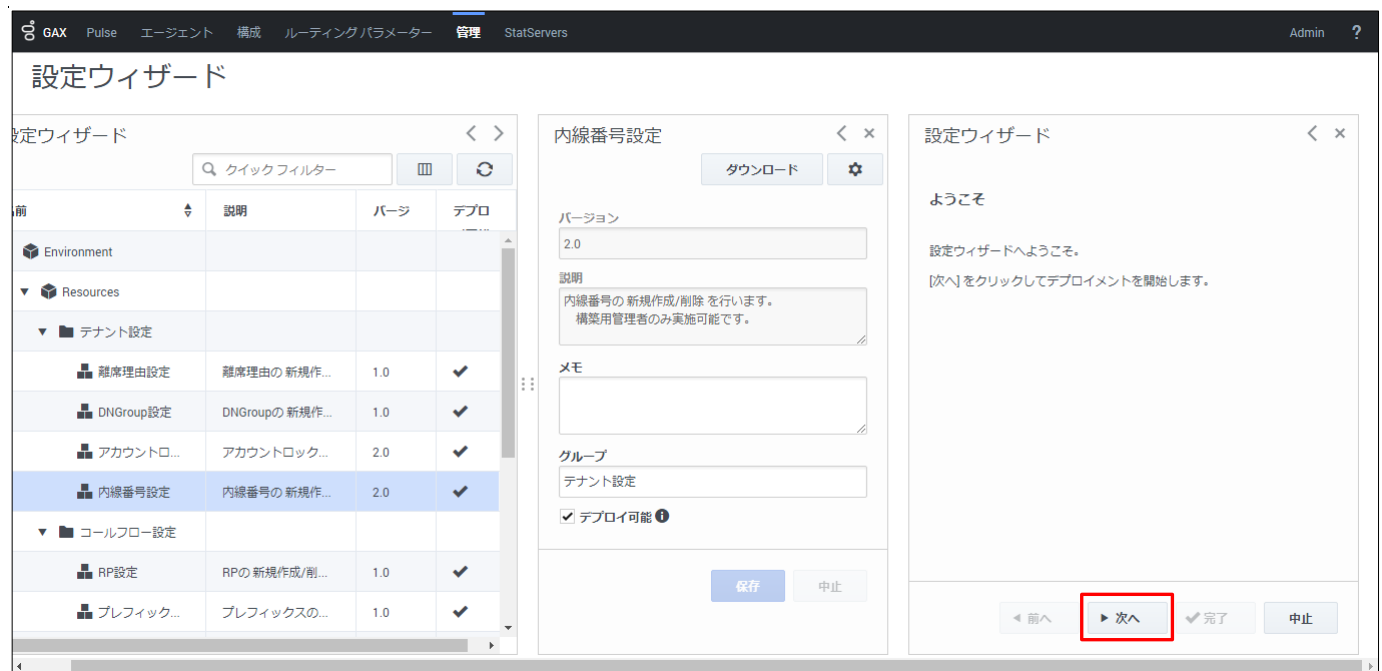 GAX Pulse エージェント 構成 ルーティングパラメーター 管理 StatServers Admin ?
設定ウィザード
設定ウィザード
クイックフィルター
名前 説明 バージ デプロ
Environment
Resources
テナント設定
離席理由設定 離席理由の 新規作... 1.0
DNGroup設定 DNGroupの 新規作... 1.0
アカウントロ... アカウントロック... 2.0
内線番号設定 内線番号の 新規作... 2.0
コールフロー設定
RP設定 RPの 新規作成/削... 1.0
プレフィック... プレフィックスの... 1.0
内線番号設定
ダウンロード
バージョン
2.0
説明
内線番号の 新規作成/削除 を行います。
構築用管理者のみ実施可能です。
メモ
グループ
テナント設定
デプロイ可能
保存 中止
設定ウィザード
ようこそ
設定ウィザードへようこそ。
[次へ] をクリックしてデプロイメントを開始します。
前へ 次へ 完了 中止